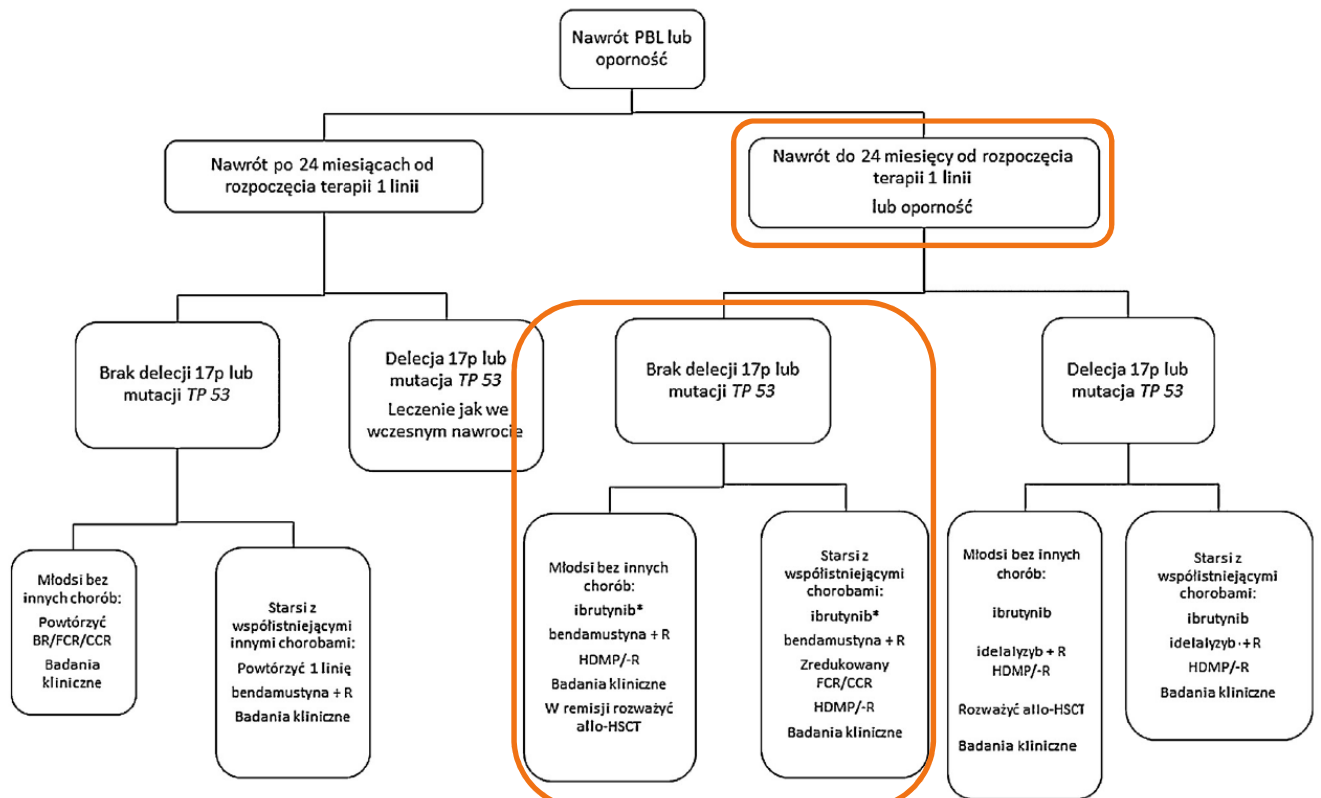 Nawrót PBL lub
oporność
Nawrót po 24 miesiącach od
rozpoczęcia terapii 1 linii
Nawrót do 24 miesięcy od rozpoczęcia
terapii 1 linii
lub oporność
Brak delecji 17p lub
mutacji TP 53
Delecja 17p lub
mutacja TP 53
Leczenie jak we
wczesnym nawrocie
Brak delecji 17p lub
mutacji TP 53
Delecja 17p lub
mutacja TP 53
Młodsi bez
innych chorób:
Powtórzyć
BR/FCR/CCR
Badania
kliniczne
Starsi z
współistniejącymi
innymi chorobami:
Powtórzyć 1 linię
bendamustyna + R
Badania kliniczne
Młodsi bez innych
chorób:
ibrutynib*
bendamustyna + R
HDMP/-R
Badania kliniczne
W remisji rozważyć
allo-HSCT
Starsi z
współistniejącymi
chorobami:
ibrutynib*
bendamustyna + R
Zredukowany
FCR/CCR
HDMP/-R
Badania kliniczne
Młodsi bez innych
chorób:
ibrutynib
idelalyzyb + R
HDMP/-R
Rozważyć allo-HSCT
Badania kliniczne
Starsi z
współistniejącymi
chorobami:
ibrutynib
idelalyzyb·+ R
HDMP/-R
Badania kliniczne